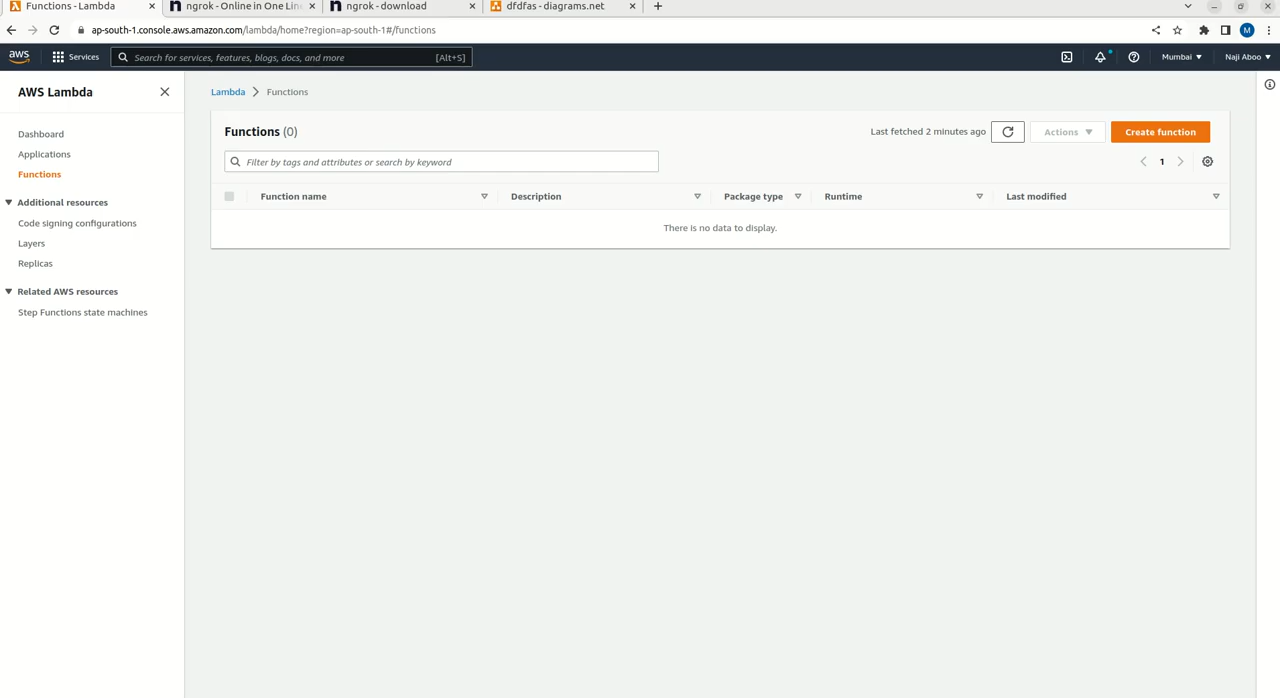 Functions - Lambda
ngrok - Online in One Line
ngrok - download
dfdfas - diagrams.net
ap-south-1.console.aws.amazon.com/lambda/home?region=ap-south-1#/functions
M
aws
Services
Search for services, features, blogs, docs, and more
[Alt+S]
Mumbai
Naji Aboo
AWS Lambda
Dashboard
Applications
Functions
Additional resources
Code signing configurations
Layers
Replicas
Related AWS resources
Step Functions state machines
Lambda
Functions
Functions (0)
Last fetched 2 minutes ago
Actions
Create function
Filter by tags and attributes or search by keyword
1
Function name
Description
Package type
Runtime
Last modified
There is no data to display.